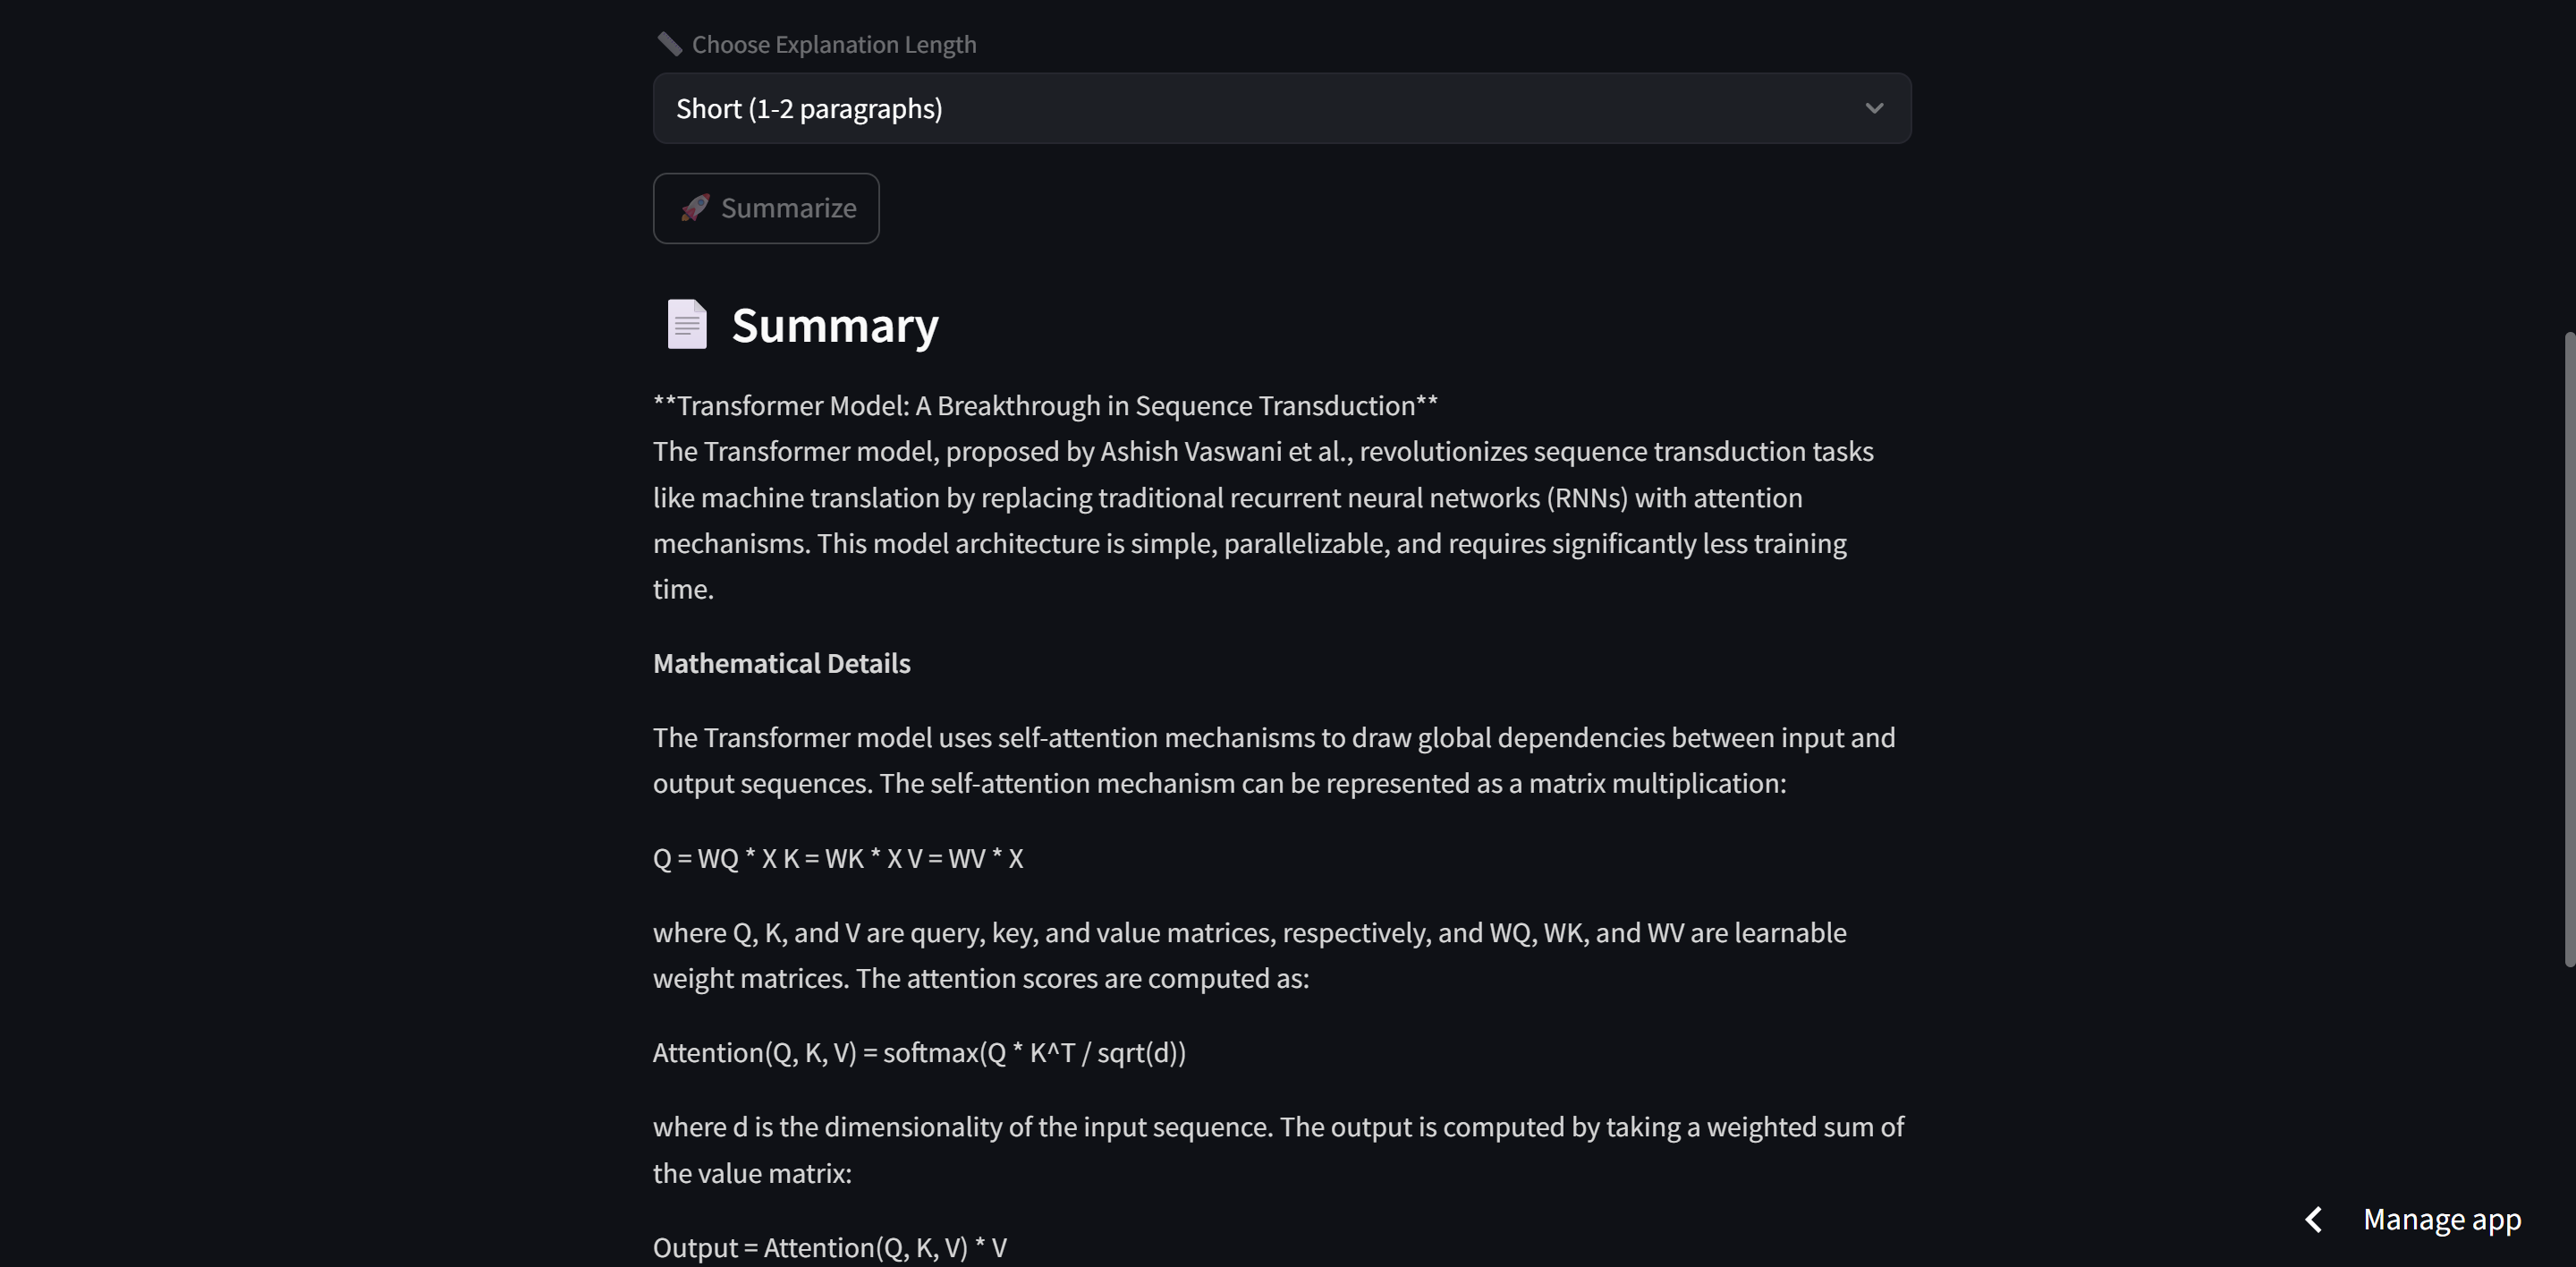 Choose Explanation Length
Short (1-2 paragraphs)
Summarize
Summary
**Transformer Model: A Breakthrough in Sequence Transduction**
The Transformer model, proposed by Ashish Vaswani et al., revolutionizes sequence transduction tasks
like machine translation by replacing traditional recurrent neural networks (RNNs) with attention
mechanisms. This model architecture is simple, parallelizable, and requires significantly less training
time.
Mathematical Details
The Transformer model uses self-attention mechanisms to draw global dependencies between input and
output sequences. The self-attention mechanism can be represented as a matrix multiplication:
Q = WQ * X K = WK * X V = WV * X
where Q, K, and V are query, key, and value matrices, respectively, and WQ, WK, and WV are learnable
weight matrices. The attention scores are computed as:
Attention(Q, K, V) = softmax(Q * K^T / sqrt(d))
where d is the dimensionality of the input sequence. The output is computed by taking a weighted sum of
the value matrix:
Output = Attention(Q, K, V) * V
Manage app